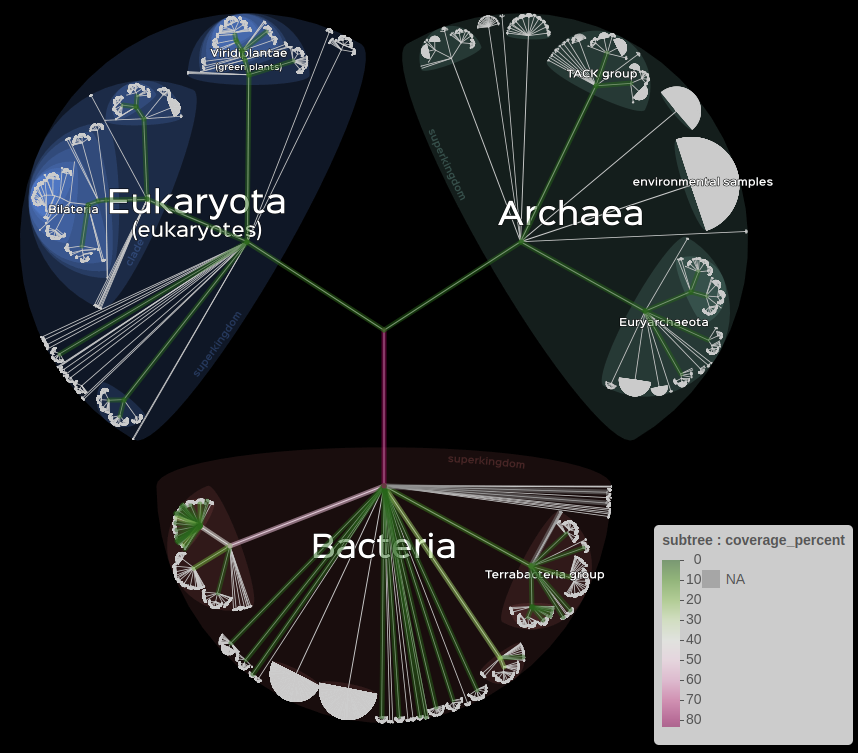 Viridiplantae
(green plants)
TACK group
superkingdom
environmental samples
Eukaryota
(eukaryotes)
Bilateria
clade
Archaea
superkingdom
Euryarchaeota
superkingdom
Bacteria
Terrabacteria group
subtree : coverage_percent
0
10
NA
20
30
40
50
60
70
80